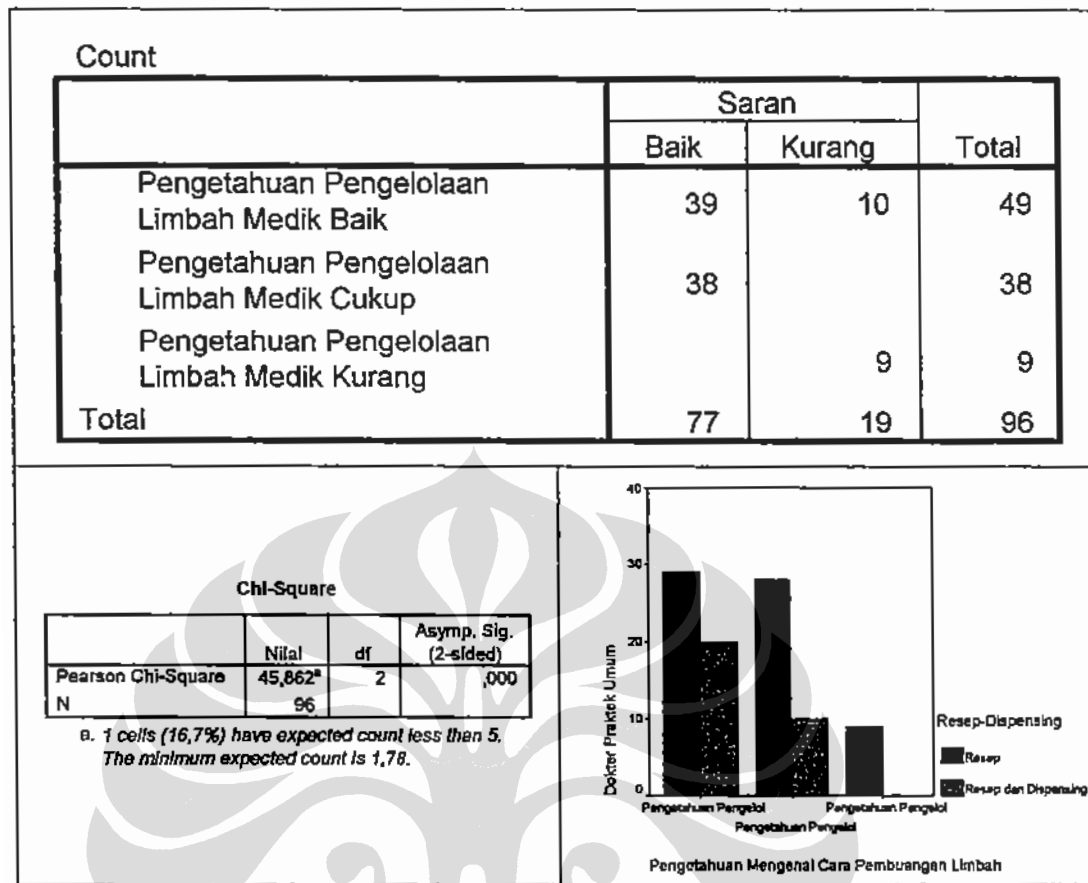 Count
Saran
Baik Kurang Total
Pengetahuan Pengelolaan
Limbah Medik Baik 39 10 49
Pengetahuan Pengelolaan
Limbah Medik Cukup 38 38
Pengetahuan Pengelolaan
Limbah Medik Kurang 9 9
Total 77 19 96
Chi-Square
Nilai df Asymp. Sig.
(2-sided)
Pearson Chi-Square 45,862a 2 ,000
N 96
a. 1 cells (16,7%) have expected count less than 5.
The minimum expected count is 1,78.
40
30
20
10
0
Dokter Praktek Umum
Pengetahuan Pengelol
Pengetahuan Pengelol
Pengetahuan Pengelol
Pengetahuan Mengenai Cara Pembuangan Limbah
Resep-Dispensing
Resep
Resep dan Dispensing